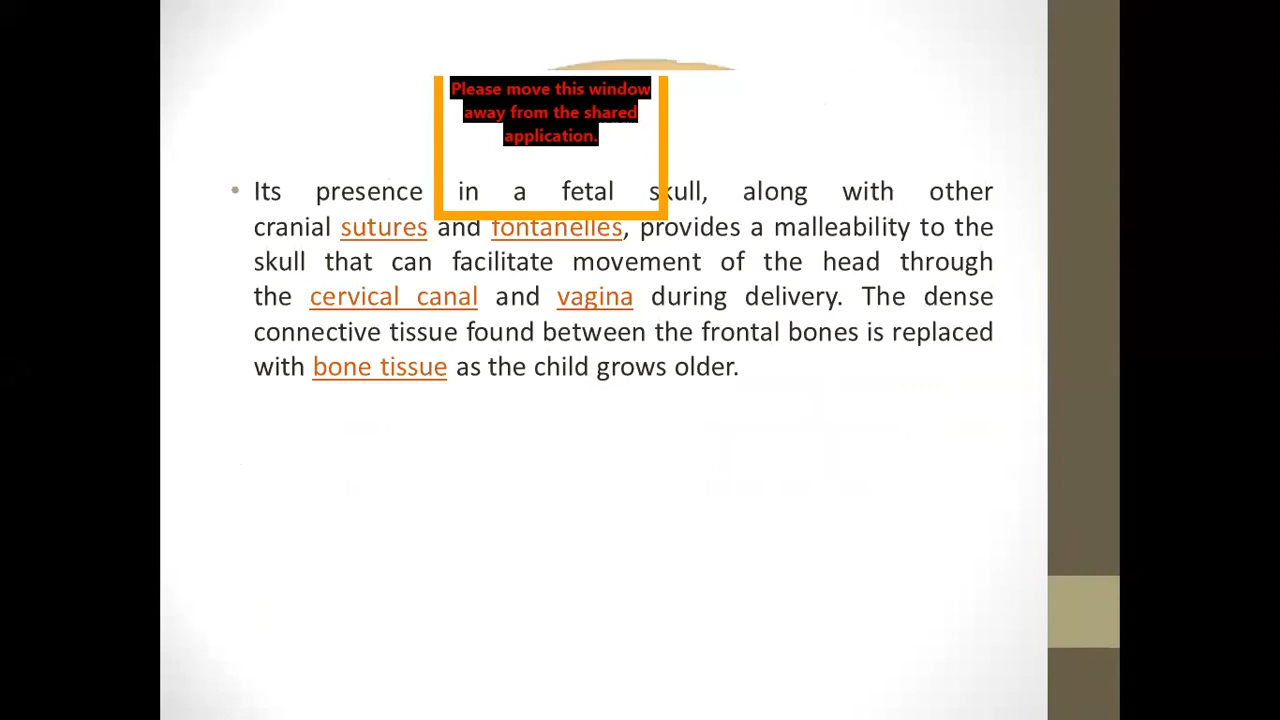 Please move this window
away from the shared
application.
• Its presence in a fetal skull, along with other
cranial sutures and fontanelles, provides a malleability to the
skull that can facilitate movement of the head through
the cervical canal and vagina during delivery. The dense
connective tissue found between the frontal bones is replaced
with bone tissue as the child grows older.